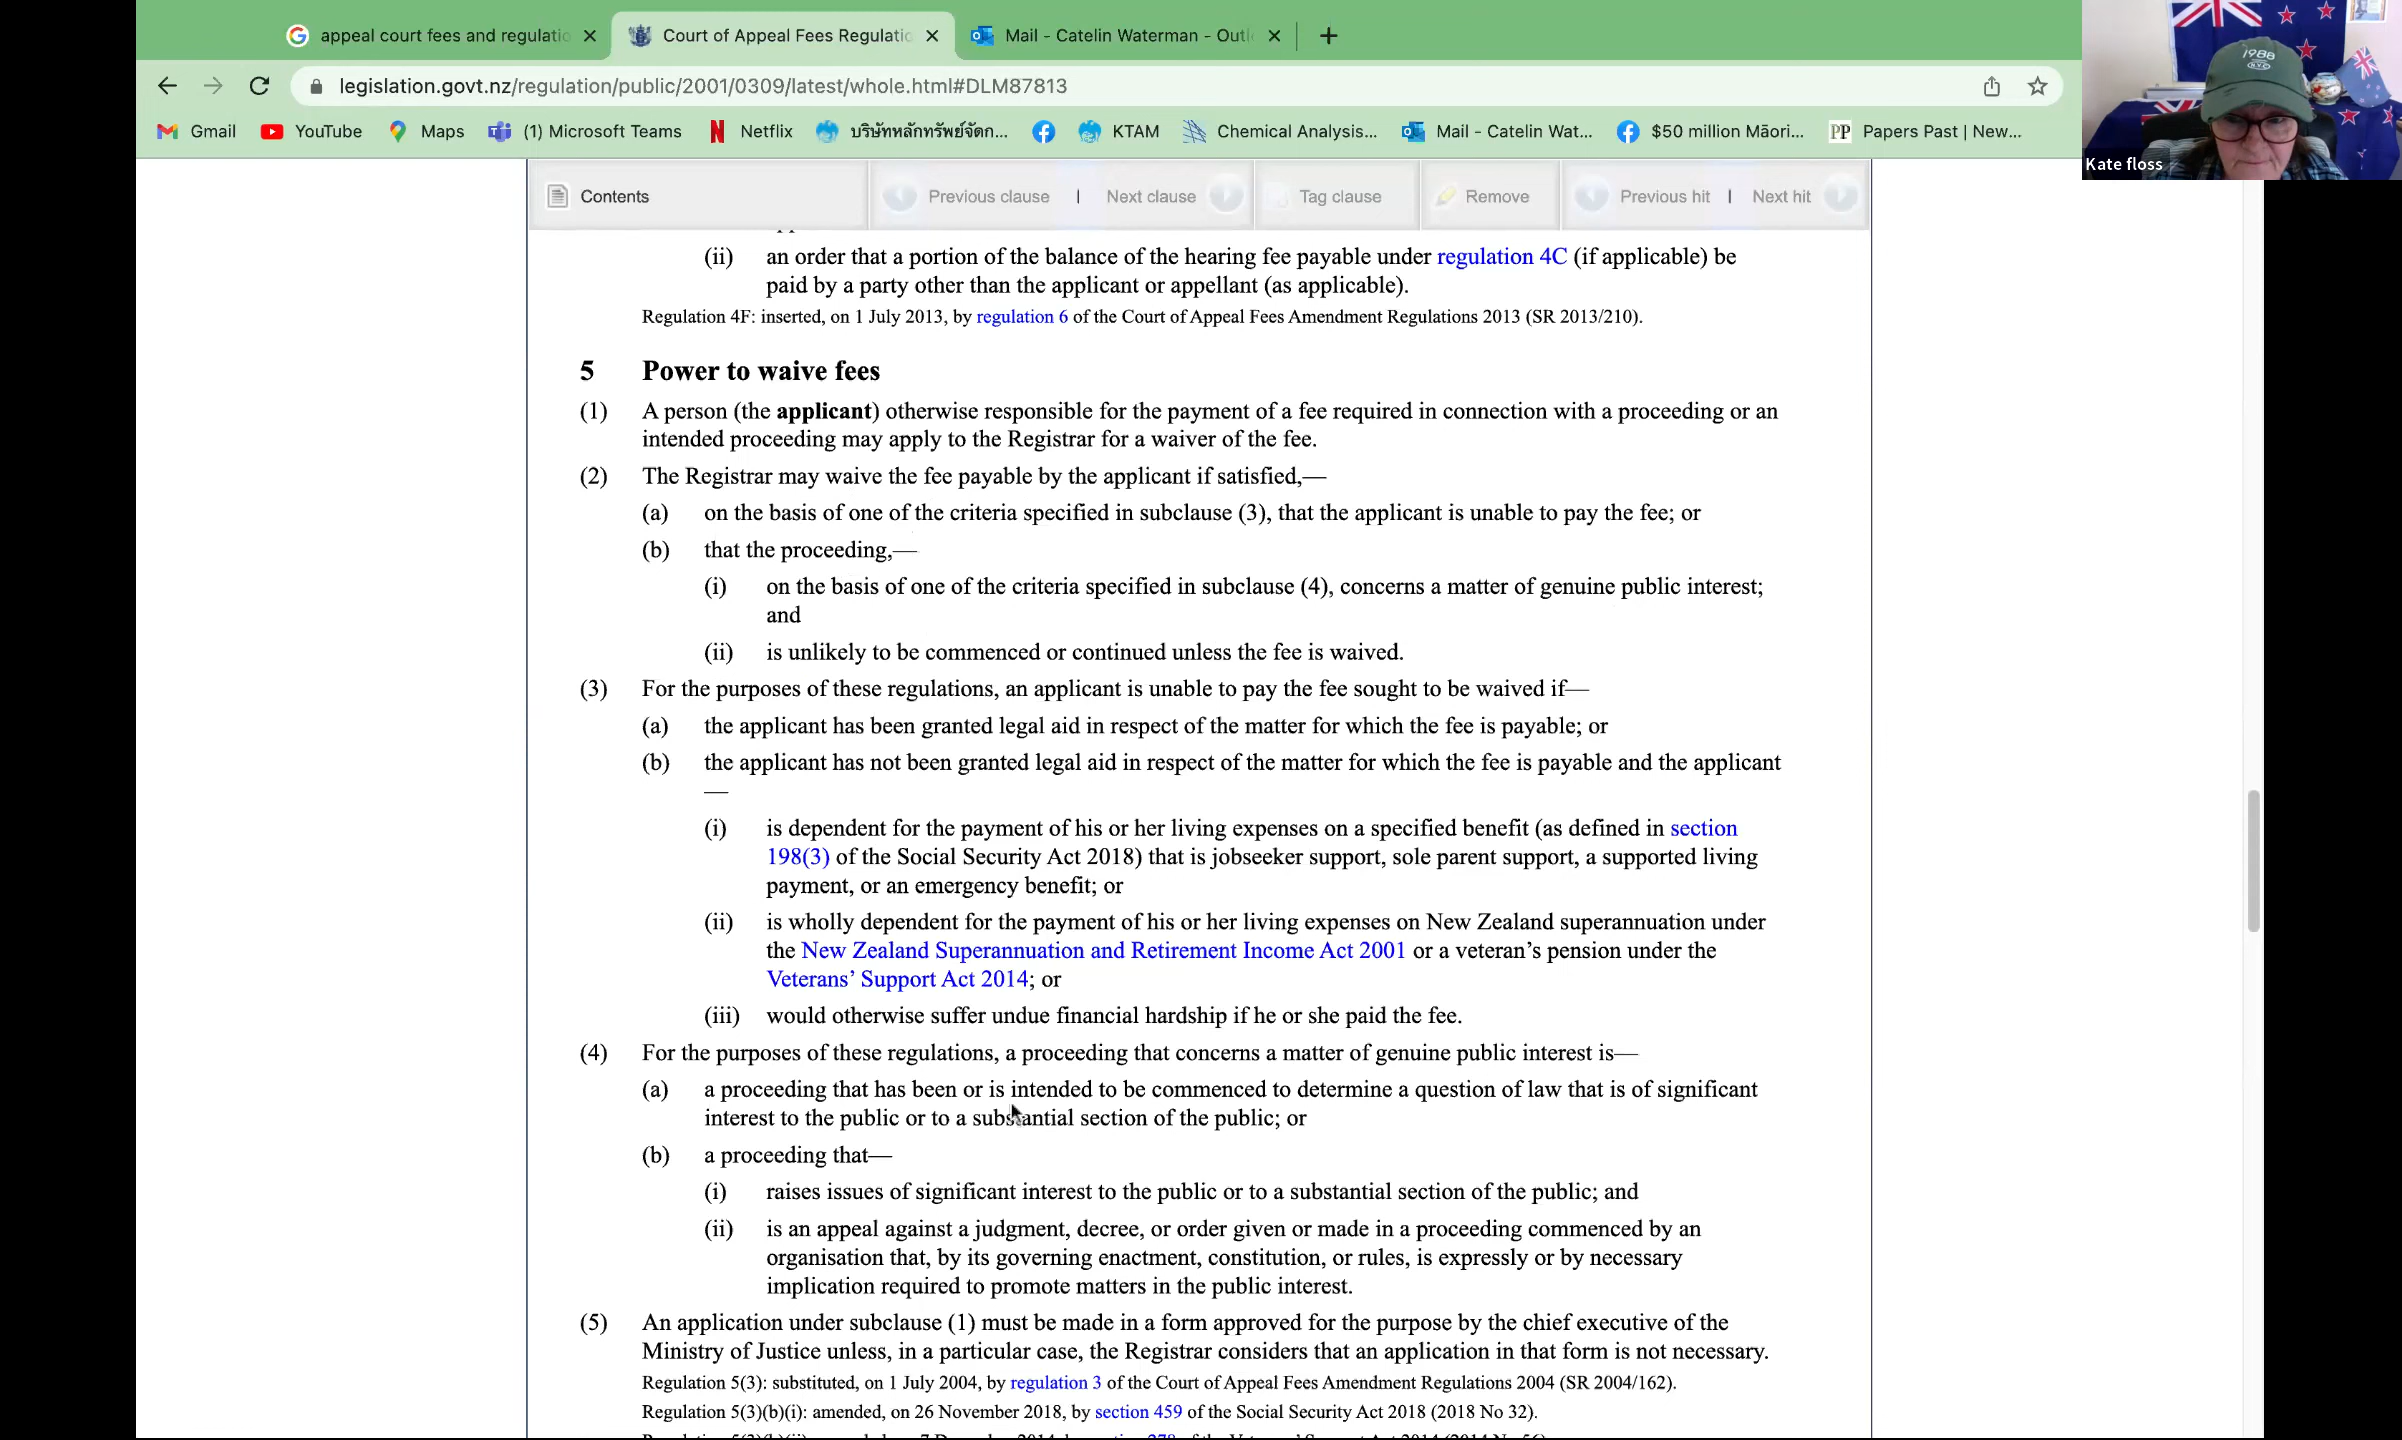 appeal court fees and regulatio
Court of Appeal Fees Regulatio
Mail - Catelin Waterman - Outl
legislation.govt.nz/regulation/public/2001/0309/latest/whole.html#DLM87813
Gmail YouTube Maps (1) Microsoft Teams Netflix บริษัทหลักทรัพย์จัดก... KTAM Chemical Analysis... Mail - Catelin Wat... $50 million Māori... PP Papers Past | New...
1988
Kate floss
Contents Previous clause | Next clause Tag clause Remove Previous hit | Next hit
(ii) an order that a portion of the balance of the hearing fee payable under regulation 4C (if applicable) be
paid by a party other than the applicant or appellant (as applicable).
Regulation 4F: inserted, on 1 July 2013, by regulation 6 of the Court of Appeal Fees Amendment Regulations 2013 (SR 2013/210).
5 Power to waive fees
(1) A person (the applicant) otherwise responsible for the payment of a fee required in connection with a proceeding or an
intended proceeding may apply to the Registrar for a waiver of the fee.
(2) The Registrar may waive the fee payable by the applicant if satisfied,—
(a) on the basis of one of the criteria specified in subclause (3), that the applicant is unable to pay the fee; or
(b) that the proceeding,—
(i) on the basis of one of the criteria specified in subclause (4), concerns a matter of genuine public interest;
and
(ii) is unlikely to be commenced or continued unless the fee is waived.
(3) For the purposes of these regulations, an applicant is unable to pay the fee sought to be waived if—
(a) the applicant has been granted legal aid in respect of the matter for which the fee is payable; or
(b) the applicant has not been granted legal aid in respect of the matter for which the fee is payable and the applicant
—
(i) is dependent for the payment of his or her living expenses on a specified benefit (as defined in section
198(3) of the Social Security Act 2018) that is jobseeker support, sole parent support, a supported living
payment, or an emergency benefit; or
(ii) is wholly dependent for the payment of his or her living expenses on New Zealand superannuation under
the New Zealand Superannuation and Retirement Income Act 2001 or a veteran’s pension under the
Veterans’ Support Act 2014; or
(iii) would otherwise suffer undue financial hardship if he or she paid the fee.
(4) For the purposes of these regulations, a proceeding that concerns a matter of genuine public interest is—
(a) a proceeding that has been or is intended to be commenced to determine a question of law that is of significant
interest to the public or to a substantial section of the public; or
(b) a proceeding that—
(i) raises issues of significant interest to the public or to a substantial section of the public; and
(ii) is an appeal against a judgment, decree, or order given or made in a proceeding commenced by an
organisation that, by its governing enactment, constitution, or rules, is expressly or by necessary
implication required to promote matters in the public interest.
(5) An application under subclause (1) must be made in a form approved for the purpose by the chief executive of the
Ministry of Justice unless, in a particular case, the Registrar considers that an application in that form is not necessary.
Regulation 5(3): substituted, on 1 July 2004, by regulation 3 of the Court of Appeal Fees Amendment Regulations 2004 (SR 2004/162).
Regulation 5(3)(b)(i): amended, on 26 November 2018, by section 459 of the Social Security Act 2018 (2018 No 32).